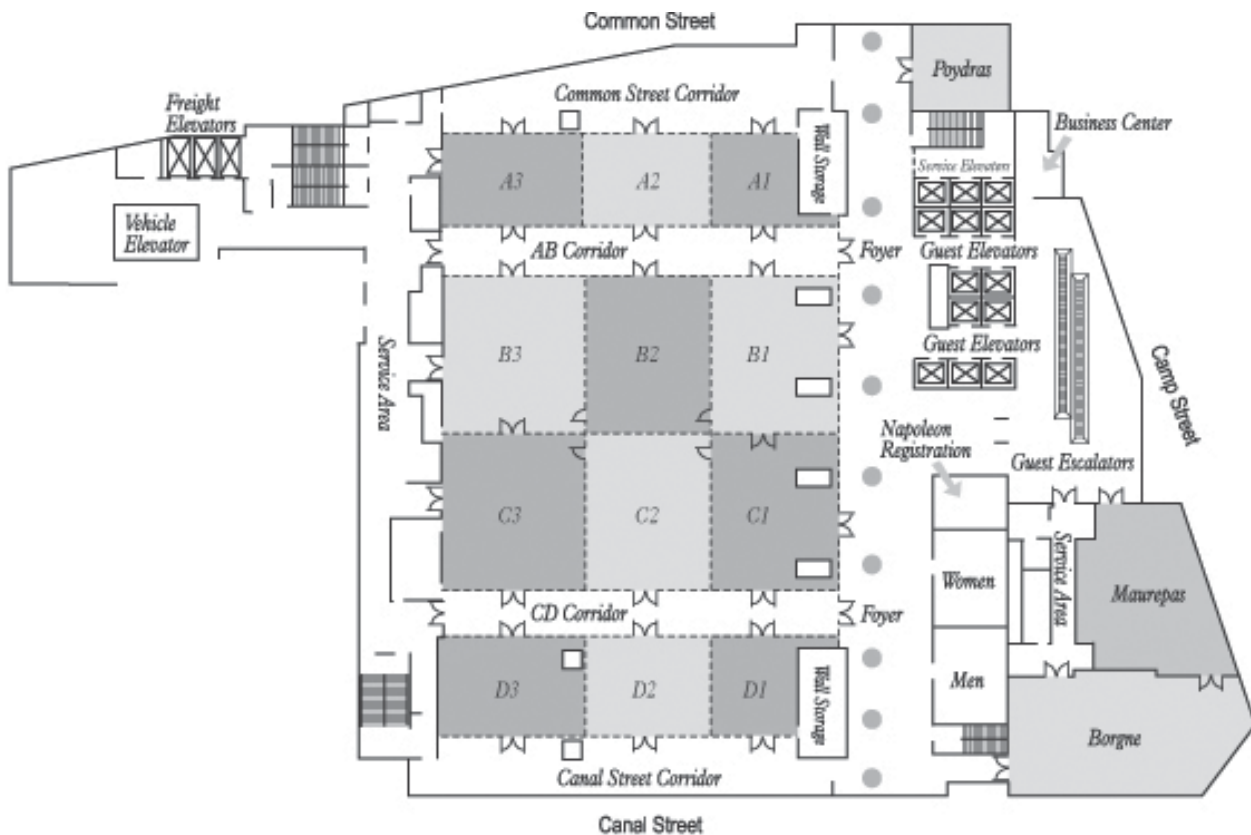 Common Street
Poydras
Freight
Elevators
Common Street Corridor
Business Center
Wall Storage
Service Elevators
A3
A2
A1
Vehicle
Elevator
AB Corridor
Foyer
Guest Elevators
Service Area
B3
B2
B1
Guest Elevators
Camp Street
Napoleon
Registration
Guest Escalators
C3
C2
C1
Service Area
Women
Maurepas
CD Corridor
Foyer
D3
D2
D1
Wall Storage
Men
Borgne
Canal Street Corridor
Canal Street